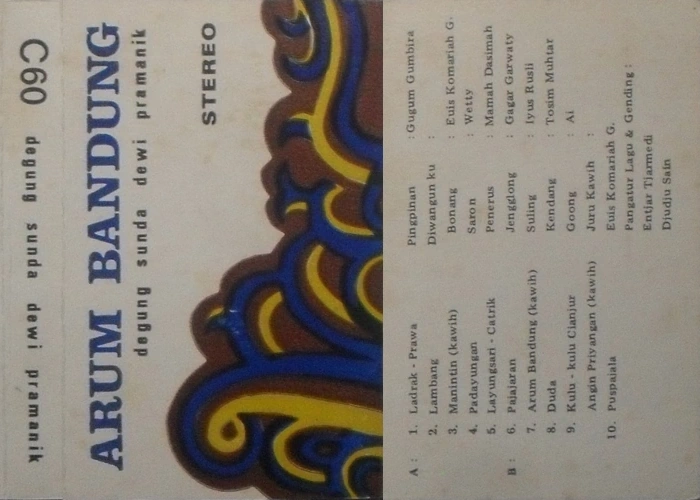 C60 degung sunda dewi pramanik
ARUM BANDUNG
degung sunda dewi pramanik
STEREO
A : 1. Ladrak - Prawa
2. Lambang
3. Manintin (kawih)
4. Padayungan
5. Layungsari - Catrik
B : 6. Pajajaran
7. Arum Bandung (kawih)
8. Duda
9. Kulu - kulu Cianjur
Angin Priyangan (kawih)
10. Puspajala
Pingpinan : Gugum Gumbira
Diwangun ku :
Bonang : Euis Komariah G.
Saron : Wetty
Penerus : Mamah Dasimah
Jengglong : Gagar Garwaty
Suling : Iyus Rusli
Kendang : Tosim Muhtar
Goong : Ai
Juru Kawih :
Euis Komariah G.
Pangatur Lagu & Gending :
Entjar Tjarmedi
Djudju Sain